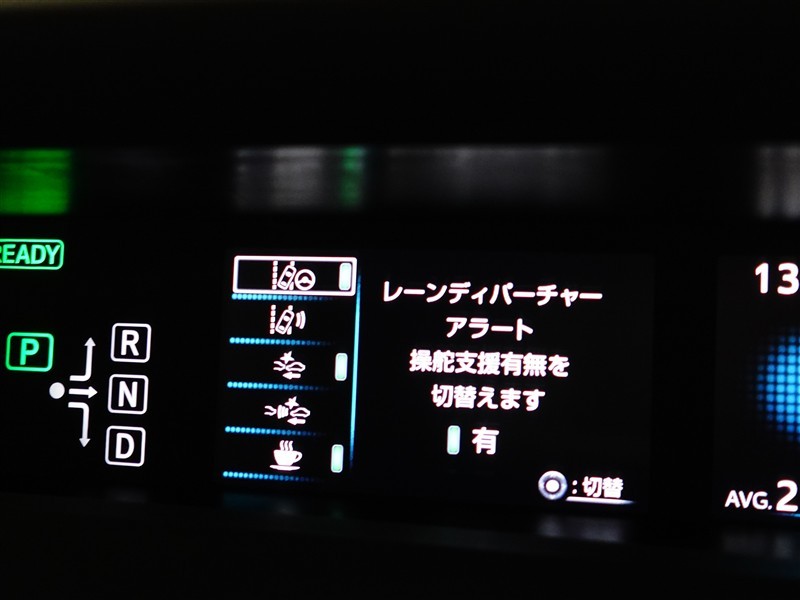 READY
P
R
N
D
レーンディパーチャー
アラート
操舵支援有無を
切替えます
有
:切替
13
AVG.2